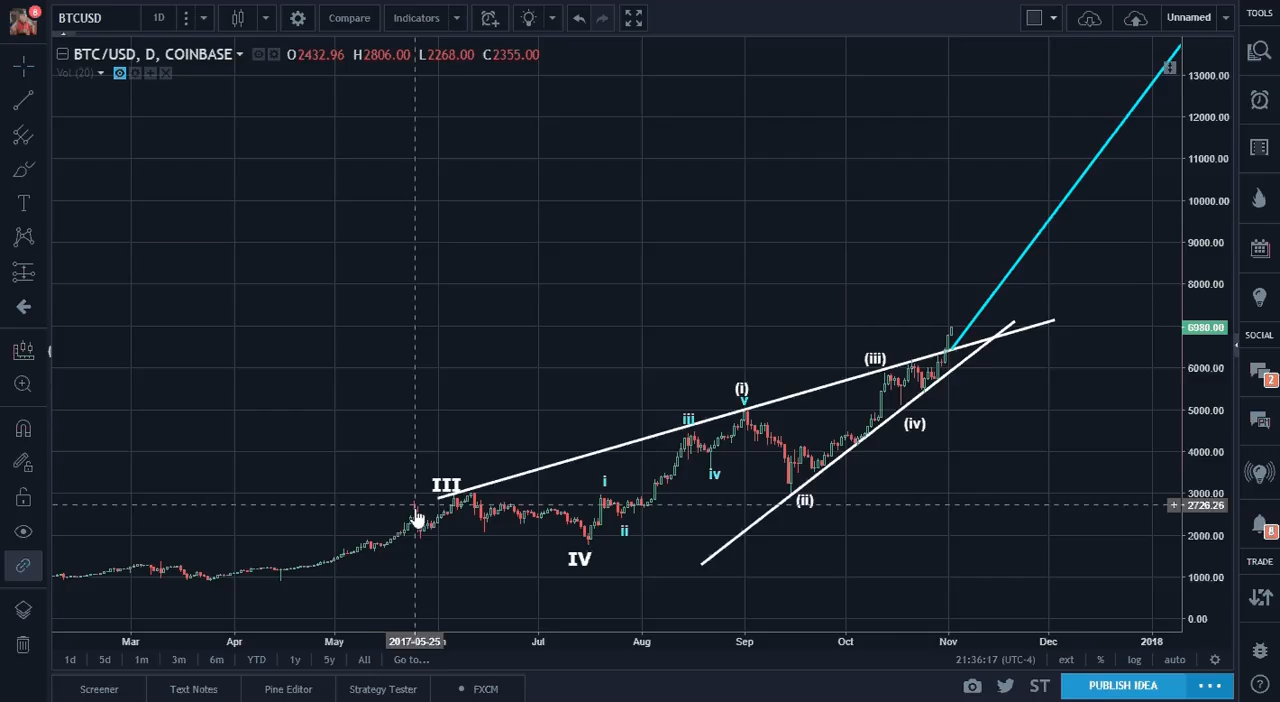 8
BTCUSD
1D
Compare
Indicators
Unnamed
TOOLS
BTC/USD, D, COINBASE
O2432.96 H2806.00 L2268.00 C2355.00
Vol (20)
13000.00
12000.00
11000.00
10000.00
9000.00
8000.00
6980.00
6000.00
5000.00
4000.00
3000.00
2726.26
2000.00
1000.00
0.00
III
IV
i
ii
iii
iv
(i)
v
(ii)
(iii)
(iv)
SOCIAL
2
8
TRADE
Mar
Apr
May
2017-05-25
Jul
Aug
Sep
Oct
Nov
Dec
2018
1d 5d 1m 3m 6m YTD 1y 5y All Go to...
21:36:17 (UTC-4) ext % log auto
Screener
Text Notes
Pine Editor
Strategy Tester
FXCM
ST
PUBLISH IDEA